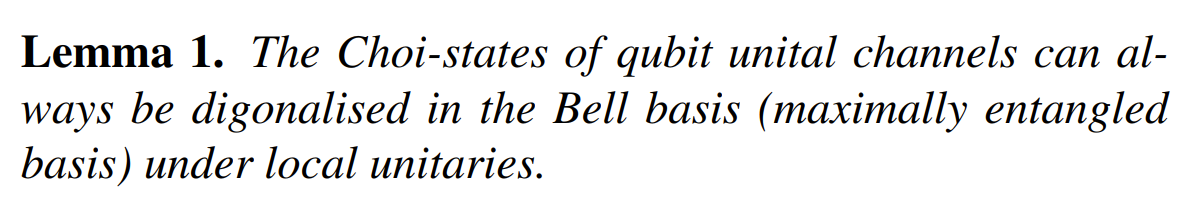 Lemma 1. The Choi-states of qubit unital channels can al-
ways be digonalised in the Bell basis (maximally entangled
basis) under local unitaries.